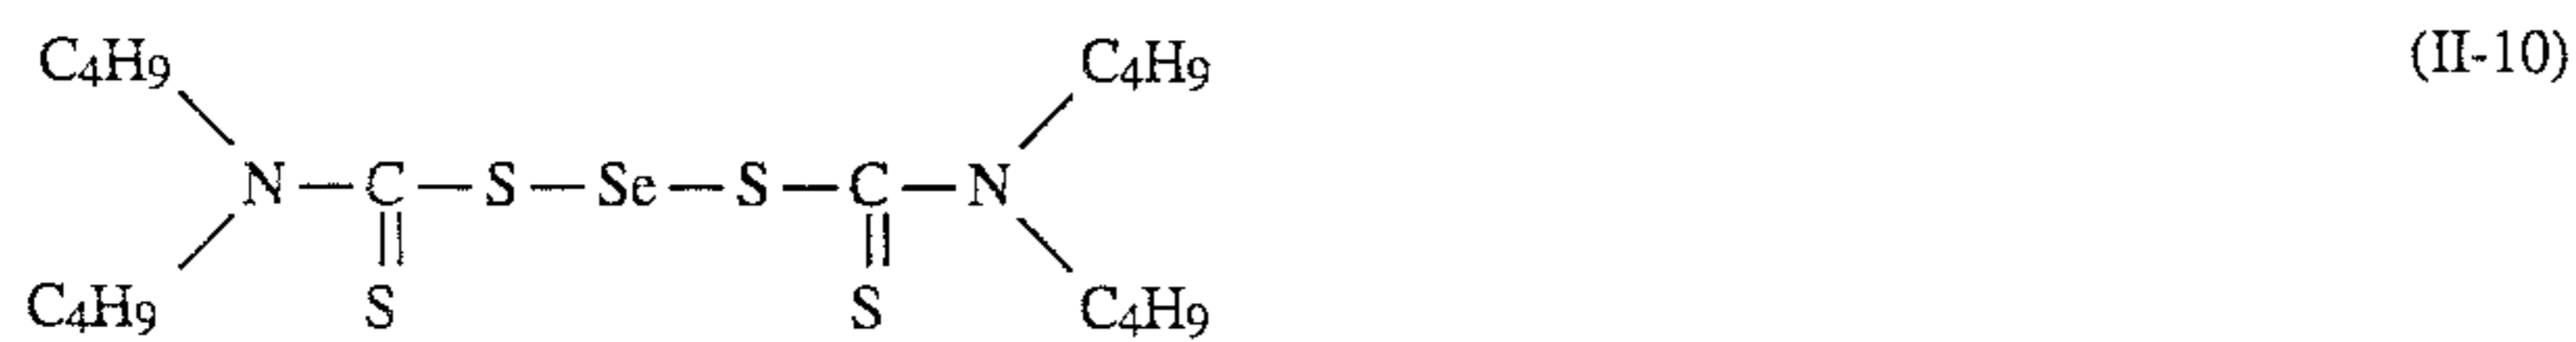 C4H9 C4H9 (II-10)
N—C—S—Se—S—C—N
C4H9 S S C4H9